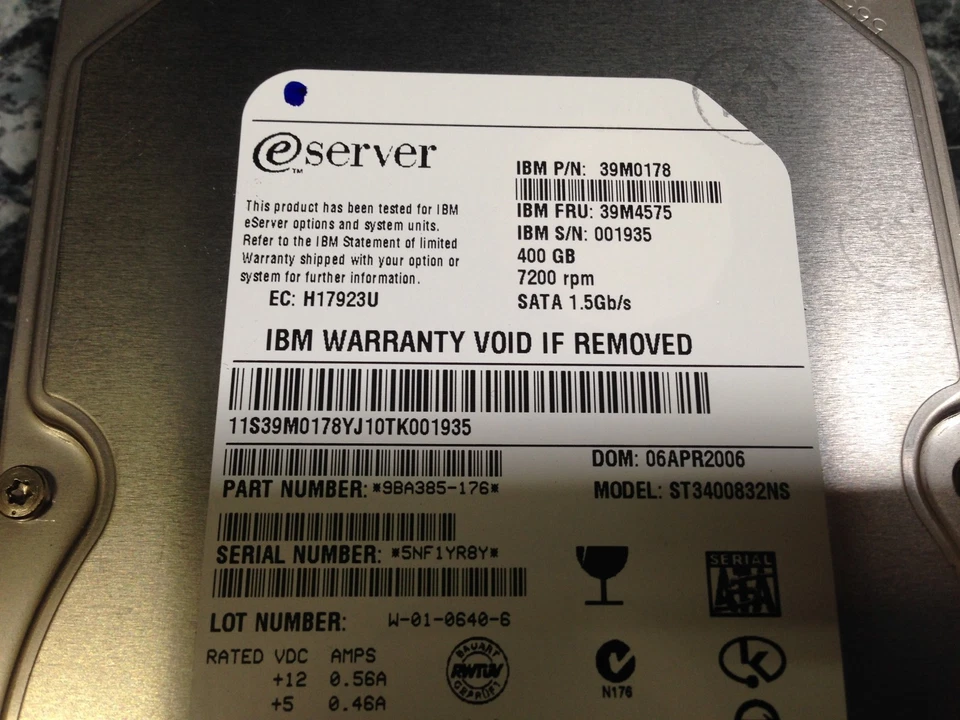 eserver
TM
This product has been tested for IBM
eServer options and system units.
Refer to the IBM Statement of limited
Warranty shipped with your option or
system for further information.
EC: H17923U
IBM P/N: 39M0178
IBM FRU: 39M4575
IBM S/N: 001935
400 GB
7200 rpm
SATA 1.5Gb/s
IBM WARRANTY VOID IF REMOVED
11S39M0178YJ10TK001935
DOM: 06APR2006
PART NUMBER: *9BA385-176*
MODEL: ST3400832NS
SERIAL NUMBER: *5NF1YR8Y*
SERIAL
ATA
LOT NUMBER: W-01-0640-6
RATED VDC AMPS
+12 0.56A
+5 0.46A
BAUART
RWTÜV
GEPRÜFT
N176